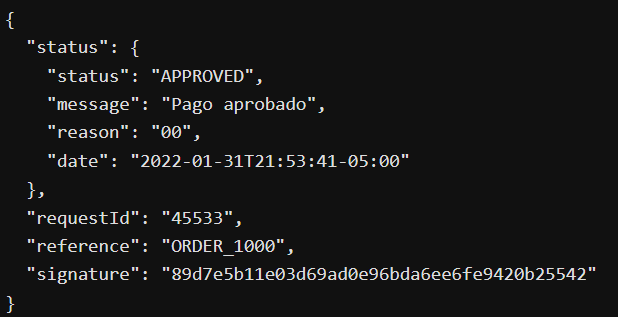 {
"status": {
"status": "APPROVED",
"message": "Pago aprobado",
"reason": "00",
"date": "2022-01-31T21:53:41-05:00"
},
"requestId": "45533",
"reference": "ORDER_1000",
"signature": "89d7e5b11e03d69ad0e96bda6ee6fe9420b25542"
}